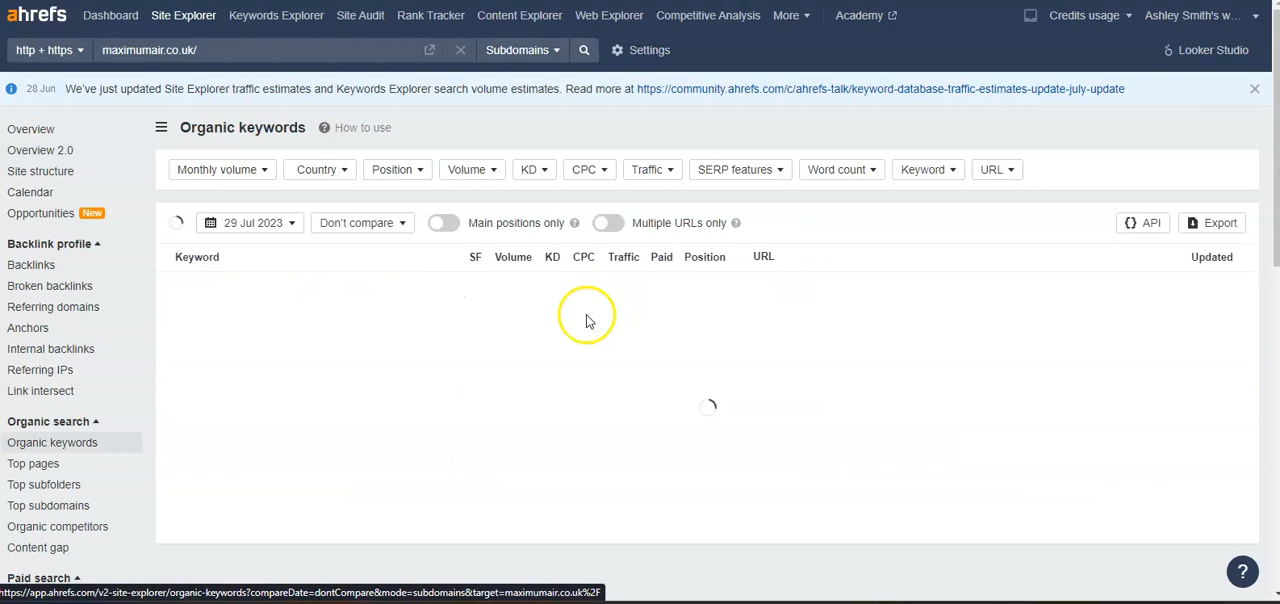 ahrefs Dashboard Site Explorer Keywords Explorer Site Audit Rank Tracker Content Explorer Web Explorer Competitive Analysis More Academy Credits usage Ashley Smith's w...
http + https maximumair.co.uk/ Subdomains Settings Looker Studio
28 Jun We've just updated Site Explorer traffic estimates and Keywords Explorer search volume estimates. Read more at https://community.ahrefs.com/c/ahrefs-talk/keyword-database-traffic-estimates-update-july-update
Overview
Overview 2.0
Site structure
Calendar
Opportunities New
Backlink profile
Backlinks
Broken backlinks
Referring domains
Anchors
Internal backlinks
Referring IPs
Link intersect
Organic search
Organic keywords
Top pages
Top subfolders
Top subdomains
Organic competitors
Content gap
Paid search
Organic keywords ? How to use
Monthly volume Country Position Volume KD CPC Traffic SERP features Word count Keyword URL
29 Jul 2023 Don't compare Main positions only ? Multiple URLs only ? {} API Export
Keyword SF Volume KD CPC Traffic Paid Position URL Updated
?
https://app.ahrefs.com/v2-site-explorer/organic-keywords?compareDate=dontCompare&mode=subdomains&target=maximumair.co.uk%2F